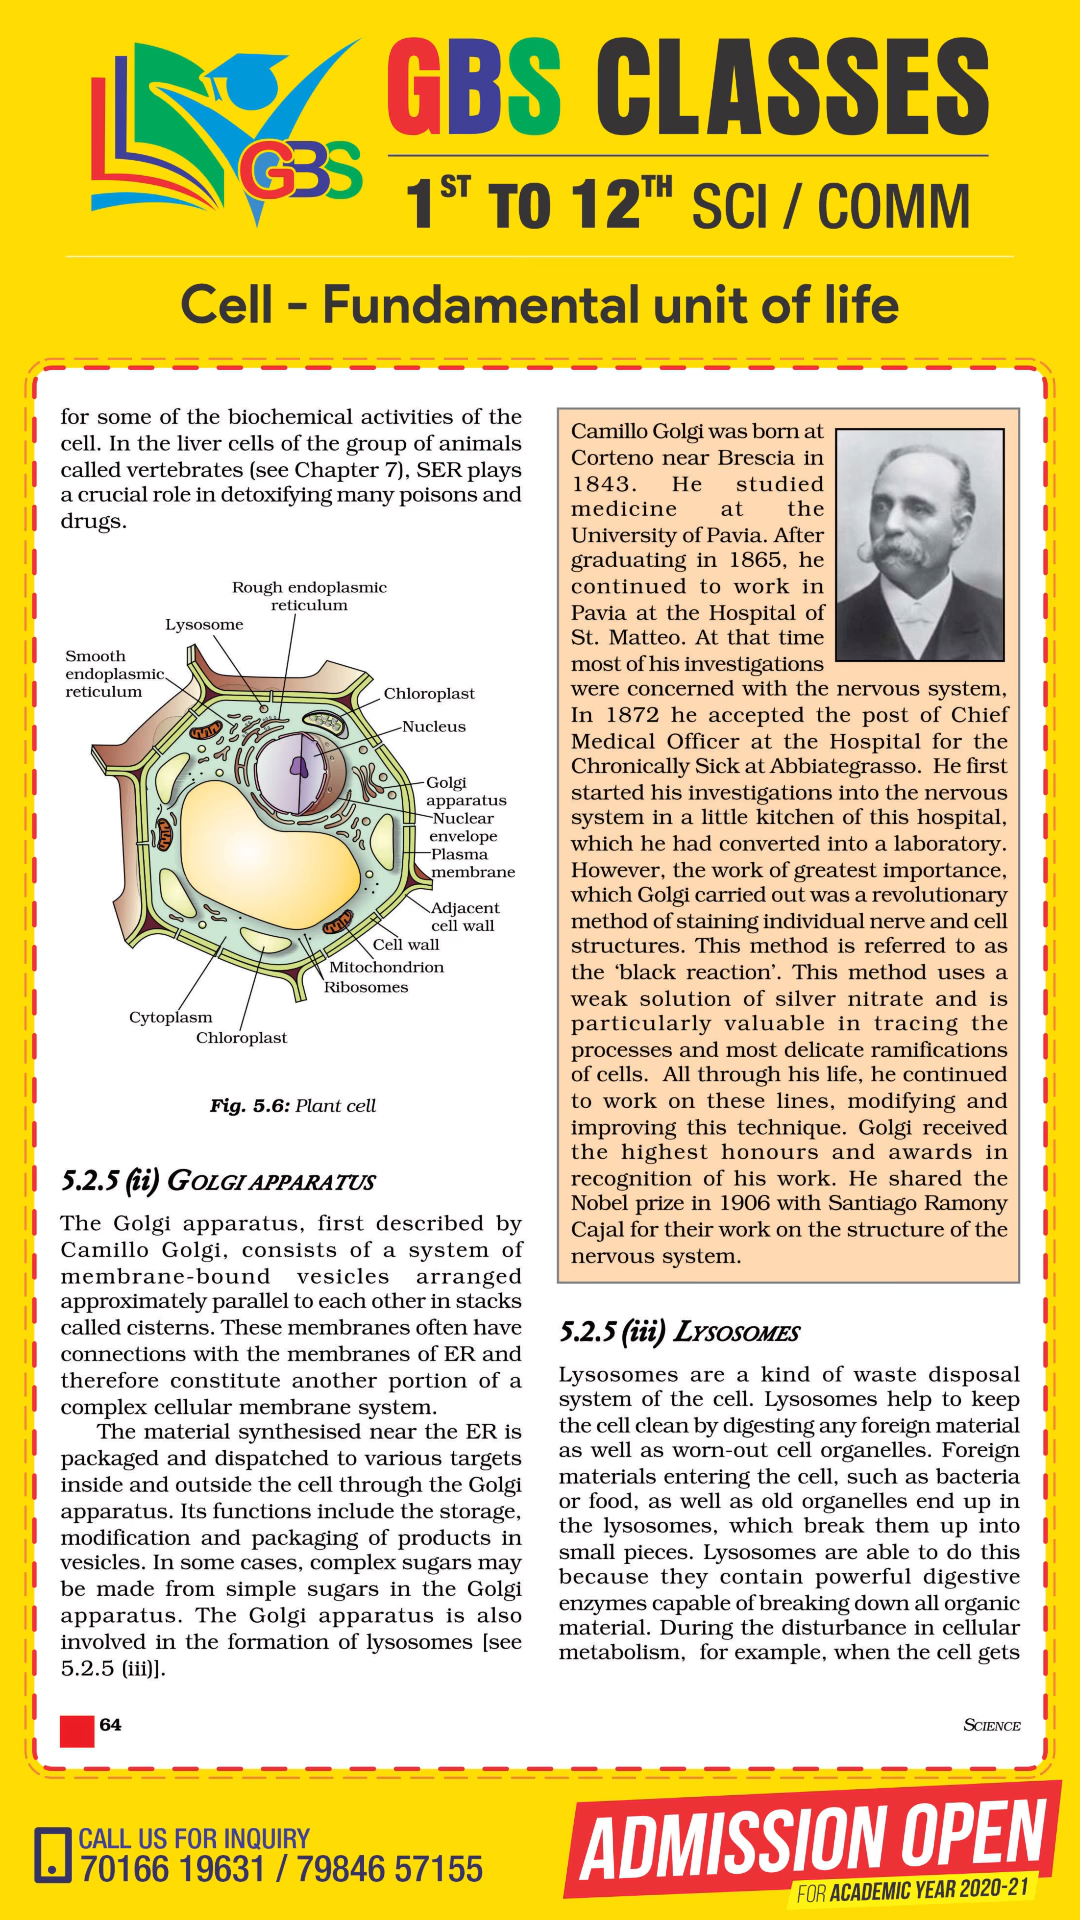 GBS
GBS CLASSES
1ST TO 12TH SCI / COMM
Cell - Fundamental unit of life
for some of the biochemical activities of the
cell. In the liver cells of the group of animals
called vertebrates (see Chapter 7), SER plays
a crucial role in detoxifying many poisons and
drugs.
Rough endoplasmic
reticulum
Lysosome
Smooth
endoplasmic
reticulum
Chloroplast
Nucleus
Golgi
apparatus
Nuclear
envelope
Plasma
membrane
Adjacent
cell wall
Cell wall
Mitochondrion
Ribosomes
Cytoplasm
Chloroplast
Fig. 5.6: Plant cell
5.2.5 (ii) GOLGI APPARATUS
The Golgi apparatus, first described by
Camillo Golgi, consists of a system of
membrane-bound vesicles arranged
approximately parallel to each other in stacks
called cisterns. These membranes often have
connections with the membranes of ER and
therefore constitute another portion of a
complex cellular membrane system.
The material synthesised near the ER is
packaged and dispatched to various targets
inside and outside the cell through the Golgi
apparatus. Its functions include the storage,
modification and packaging of products in
vesicles. In some cases, complex sugars may
be made from simple sugars in the Golgi
apparatus. The Golgi apparatus is also
involved in the formation of lysosomes [see
5.2.5 (iii)].
Camillo Golgi was born at
Corteno near Brescia in
1843. He studied
medicine at the
University of Pavia. After
graduating in 1865, he
continued to work in
Pavia at the Hospital of
St. Matteo. At that time
most of his investigations
were concerned with the nervous system,
In 1872 he accepted the post of Chief
Medical Officer at the Hospital for the
Chronically Sick at Abbiategrasso. He first
started his investigations into the nervous
system in a little kitchen of this hospital,
which he had converted into a laboratory.
However, the work of greatest importance,
which Golgi carried out was a revolutionary
method of staining individual nerve and cell
structures. This method is referred to as
the ‘black reaction’. This method uses a
weak solution of silver nitrate and is
particularly valuable in tracing the
processes and most delicate ramifications
of cells. All through his life, he continued
to work on these lines, modifying and
improving this technique. Golgi received
the highest honours and awards in
recognition of his work. He shared the
Nobel prize in 1906 with Santiago Ramony
Cajal for their work on the structure of the
nervous system.
5.2.5 (iii) LYSOSOMES
Lysosomes are a kind of waste disposal
system of the cell. Lysosomes help to keep
the cell clean by digesting any foreign material
as well as worn-out cell organelles. Foreign
materials entering the cell, such as bacteria
or food, as well as old organelles end up in
the lysosomes, which break them up into
small pieces. Lysosomes are able to do this
because they contain powerful digestive
enzymes capable of breaking down all organic
material. During the disturbance in cellular
metabolism, for example, when the cell gets
64
SCIENCE
CALL US FOR INQUIRY
70166 19631 / 79846 57155
ADMISSION OPEN
FOR ACADEMIC YEAR 2020-21